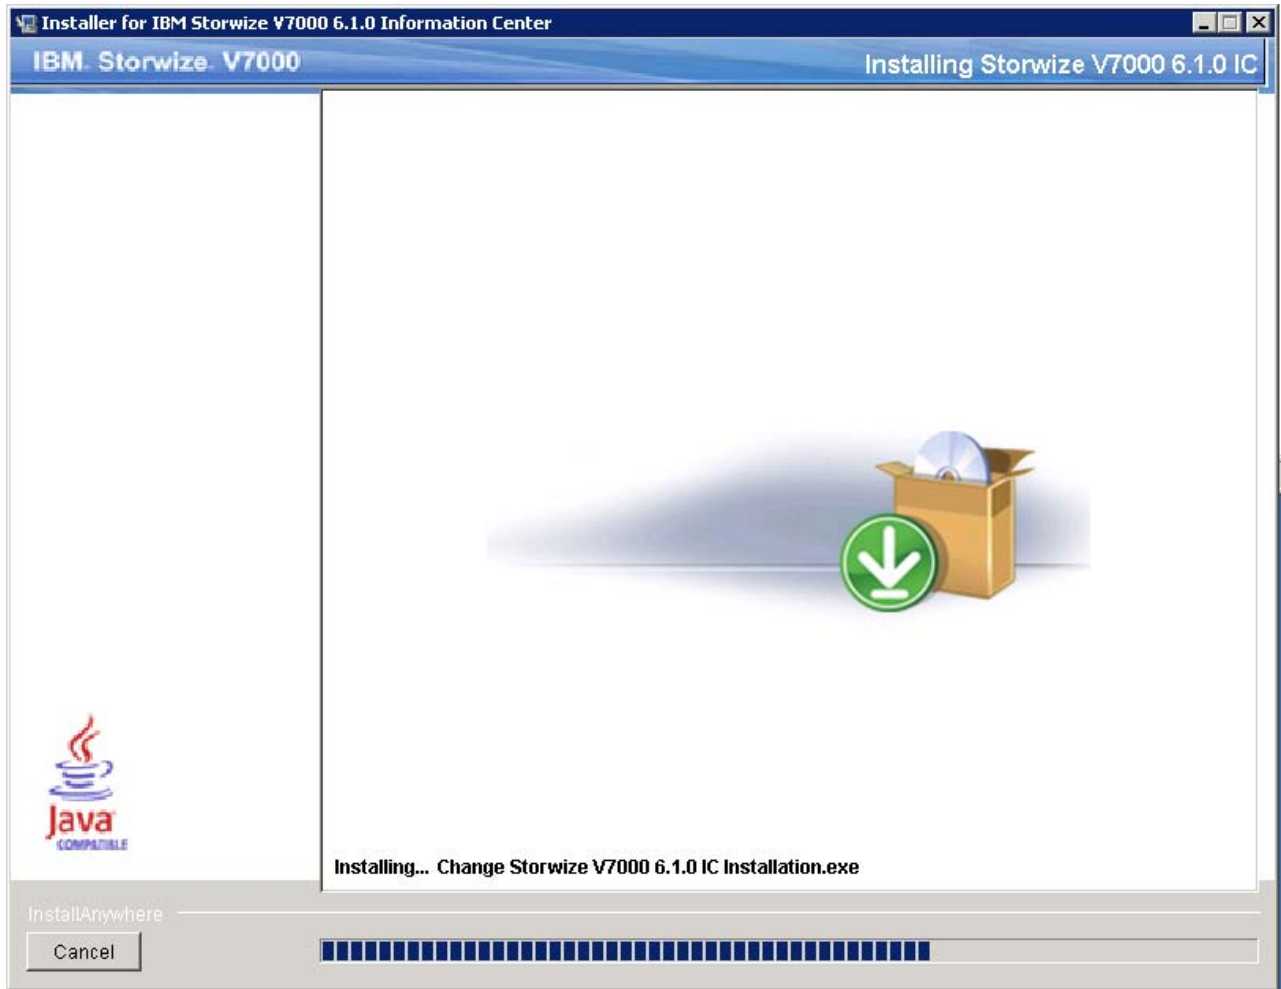 Installer for IBM Storwize V7000 6.1.0 Information Center
IBM. Storwize. V7000
Installing Storwize V7000 6.1.0 IC
Java
COMPATIBLE
Installing... Change Storwize V7000 6.1.0 IC Installation.exe
InstallAnywhere
Cancel